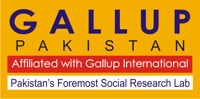 GALLUP
PAKISTAN
Affiliated with Gallup International
Pakistan's Foremost Social Research Lab